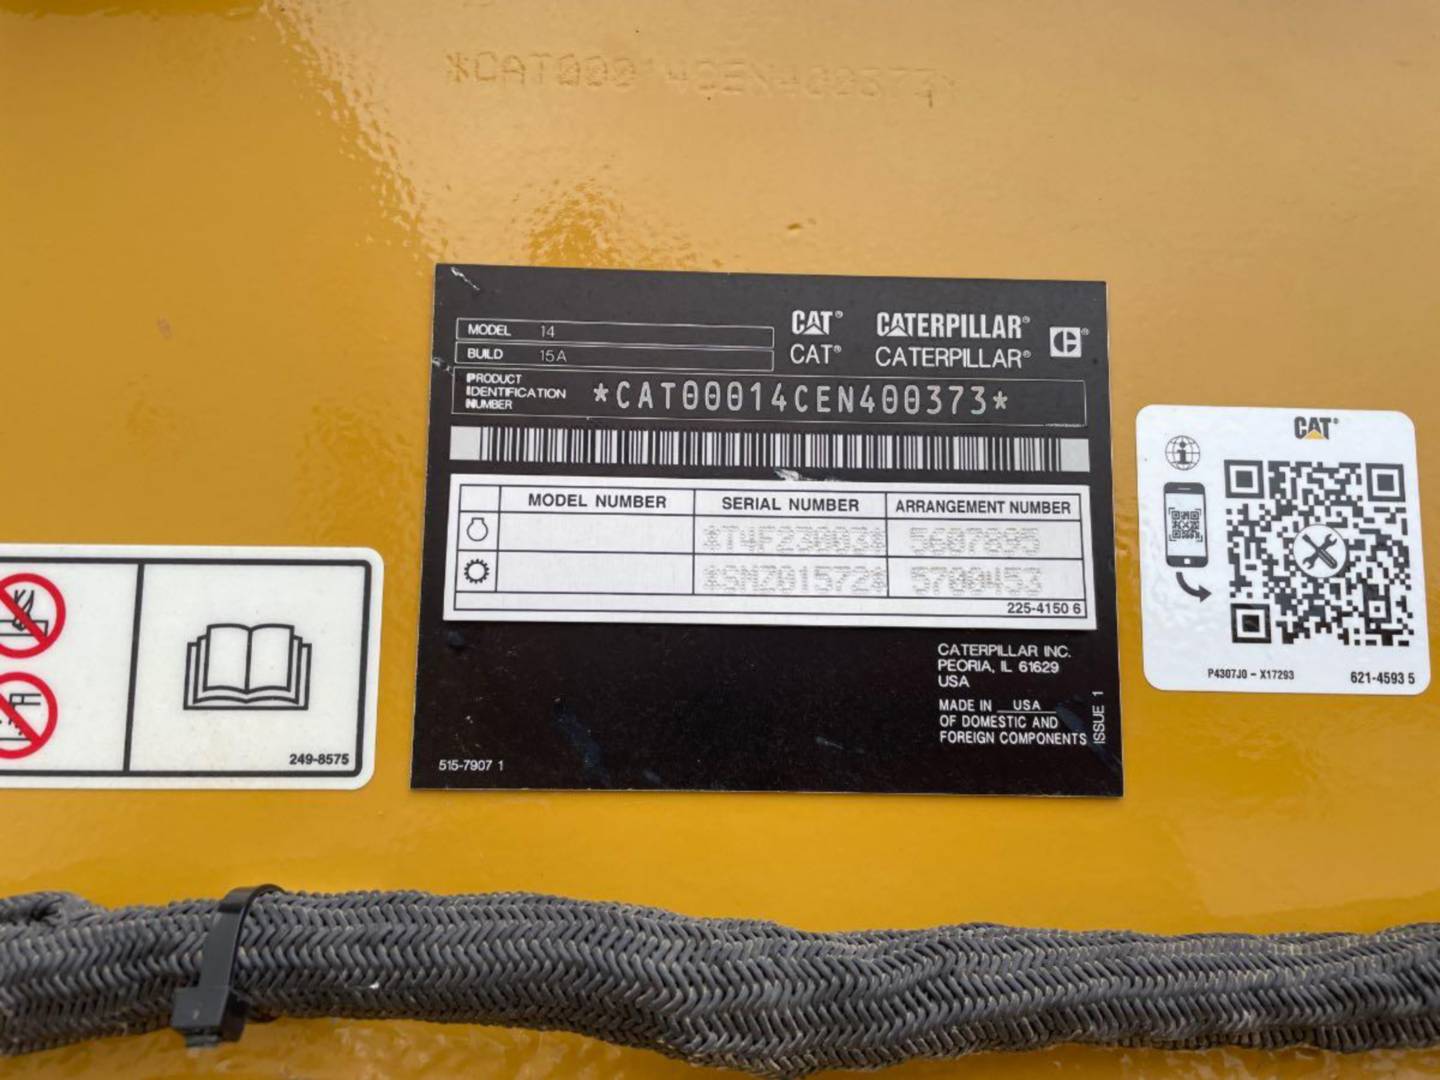 *CAT00014CEN400373*
MODEL 14
BUILD 15A
CAT® CATERPILLAR®
CAT® CATERPILLAR®
PRODUCT
IDENTIFICATION
NUMBER
*CAT00014CEN400373*
MODEL NUMBER SERIAL NUMBER ARRANGEMENT NUMBER
*T4F23003* 5607895
*SMZ01572* 5700453
225-4150 6
CATERPILLAR INC.
PEORIA, IL 61629
USA
MADE IN USA
OF DOMESTIC AND
FOREIGN COMPONENTS
ISSUE 1
515-7907 1
249-8575
CAT®
P4307J0 - X17293
621-4593 5